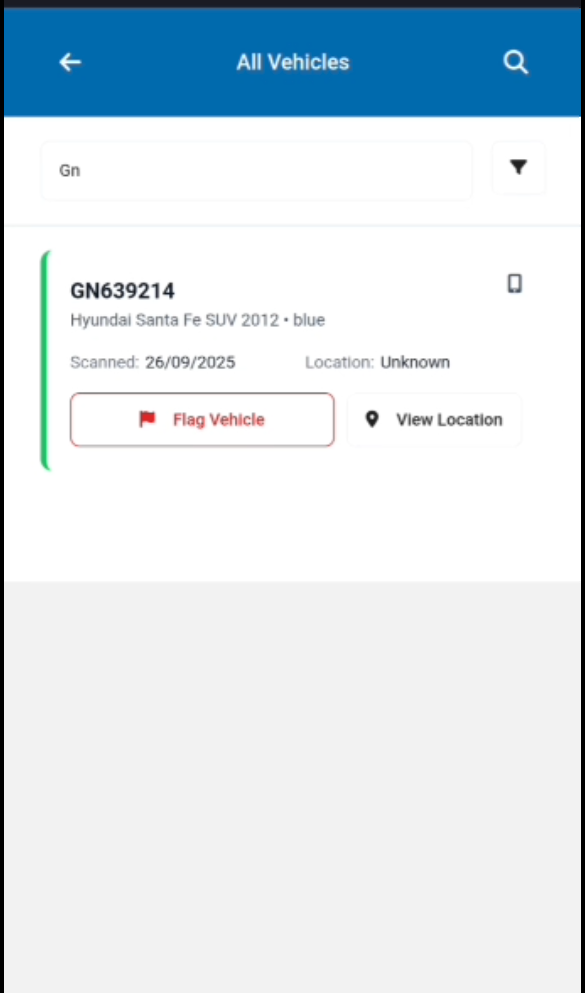 All Vehicles
Gn
GN639214
Hyundai Santa Fe SUV 2012 • blue
Scanned: 26/09/2025 Location: Unknown
Flag Vehicle View Location